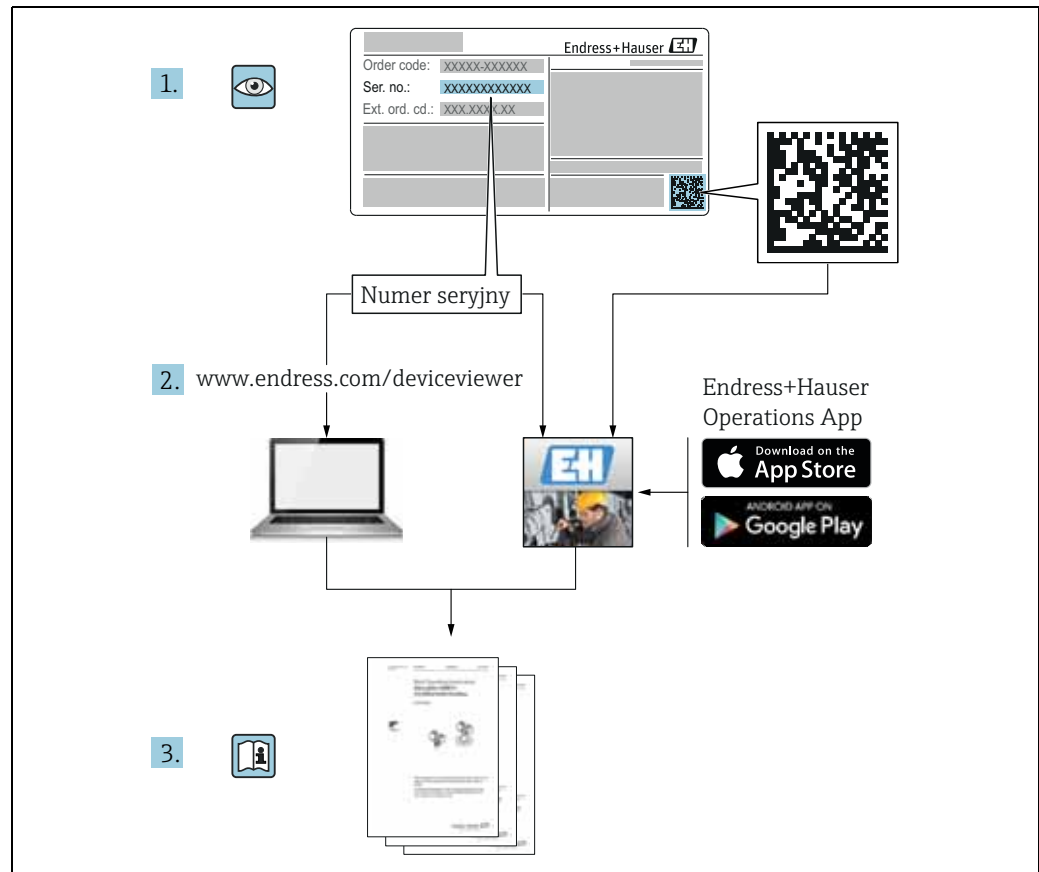 Endress+Hauser EH
Order code: XXXXX-XXXXXX
Ser. no.: XXXXXXXXXXXX
Ext. ord. cd.: XXX.XXXX.XX
1.
Numer seryjny
2. www.endress.com/deviceviewer
Endress+Hauser
Operations App
Download on the
App Store
ANDROID APP ON
Google Play
EH
3.
i